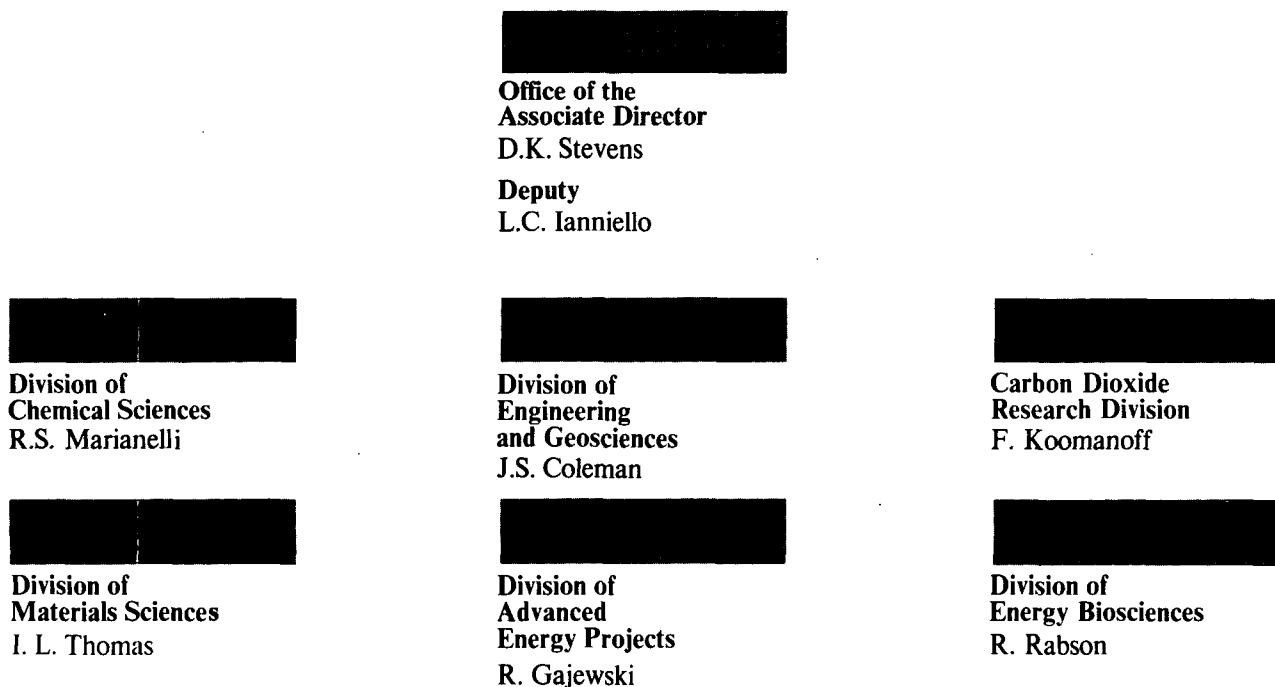 Office of the
Associate Director
D.K. Stevens
Deputy
L.C. Ianniello
Division of
Chemical Sciences
R.S. Marianelli
Division of
Engineering
and Geosciences
J.S. Coleman
Carbon Dioxide
Research Division
F. Koomanoff
Division of
Materials Sciences
I. L. Thomas
Division of
Advanced
Energy Projects
R. Gajewski
Division of
Energy Biosciences
R. Rabson